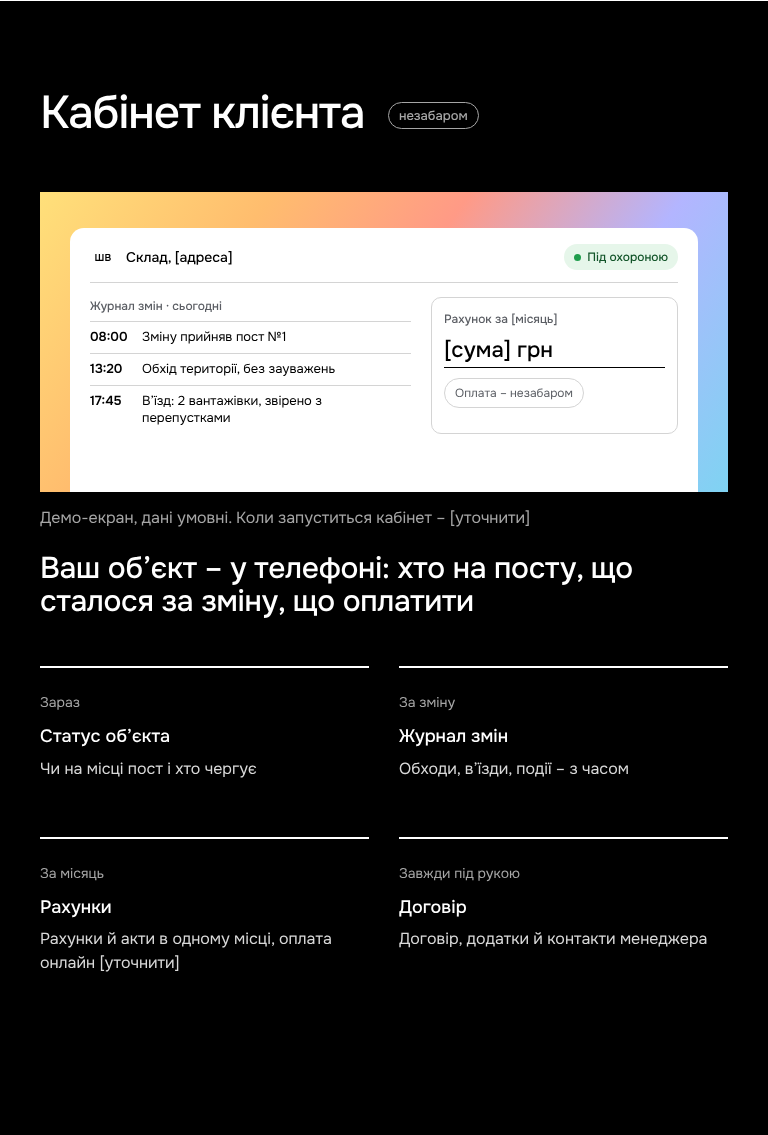 Кабінет клієнта
незабаром
ШВ
Склад, [адреса]
Під охороною
Журнал змін · сьогодні
08:00 Зміну прийняв пост №1
13:20 Обхід території, без зауважень
17:45 В’їзд: 2 вантажівки, звірено з
перепустками
Рахунок за [місяць]
[сума] грн
Оплата – незабаром
Демо-екран, дані умовні. Коли запуститься кабінет – [уточнити]
Ваш об’єкт – у телефоні: хто на посту, що
сталося за зміну, що оплатити
Зараз
Статус об’єкта
Чи на місці пост і хто чергує
За зміну
Журнал змін
Обходи, в’їзди, події – з часом
За місяць
Рахунки
Рахунки й акти в одному місці, оплата
онлайн [уточнити]
Завжди під рукою
Договір
Договір, додатки й контакти менеджера